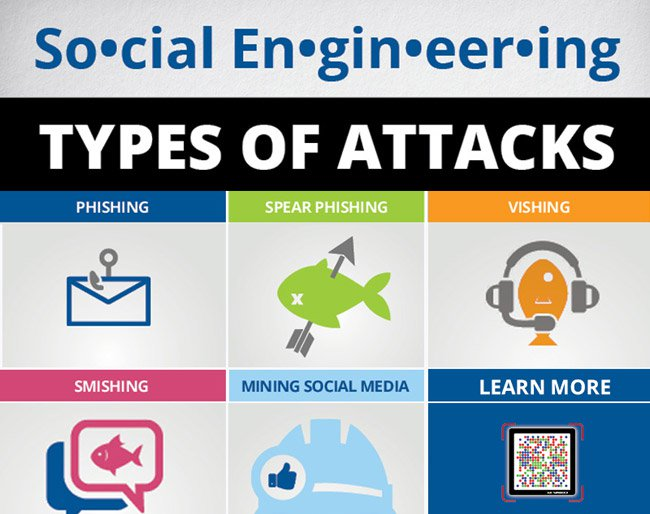 So•cial En•gin•eer•ing
TYPES OF ATTACKS
PHISHING
SPEAR PHISHING
VISHING
SMISHING
MINING SOCIAL MEDIA
LEARN MORE